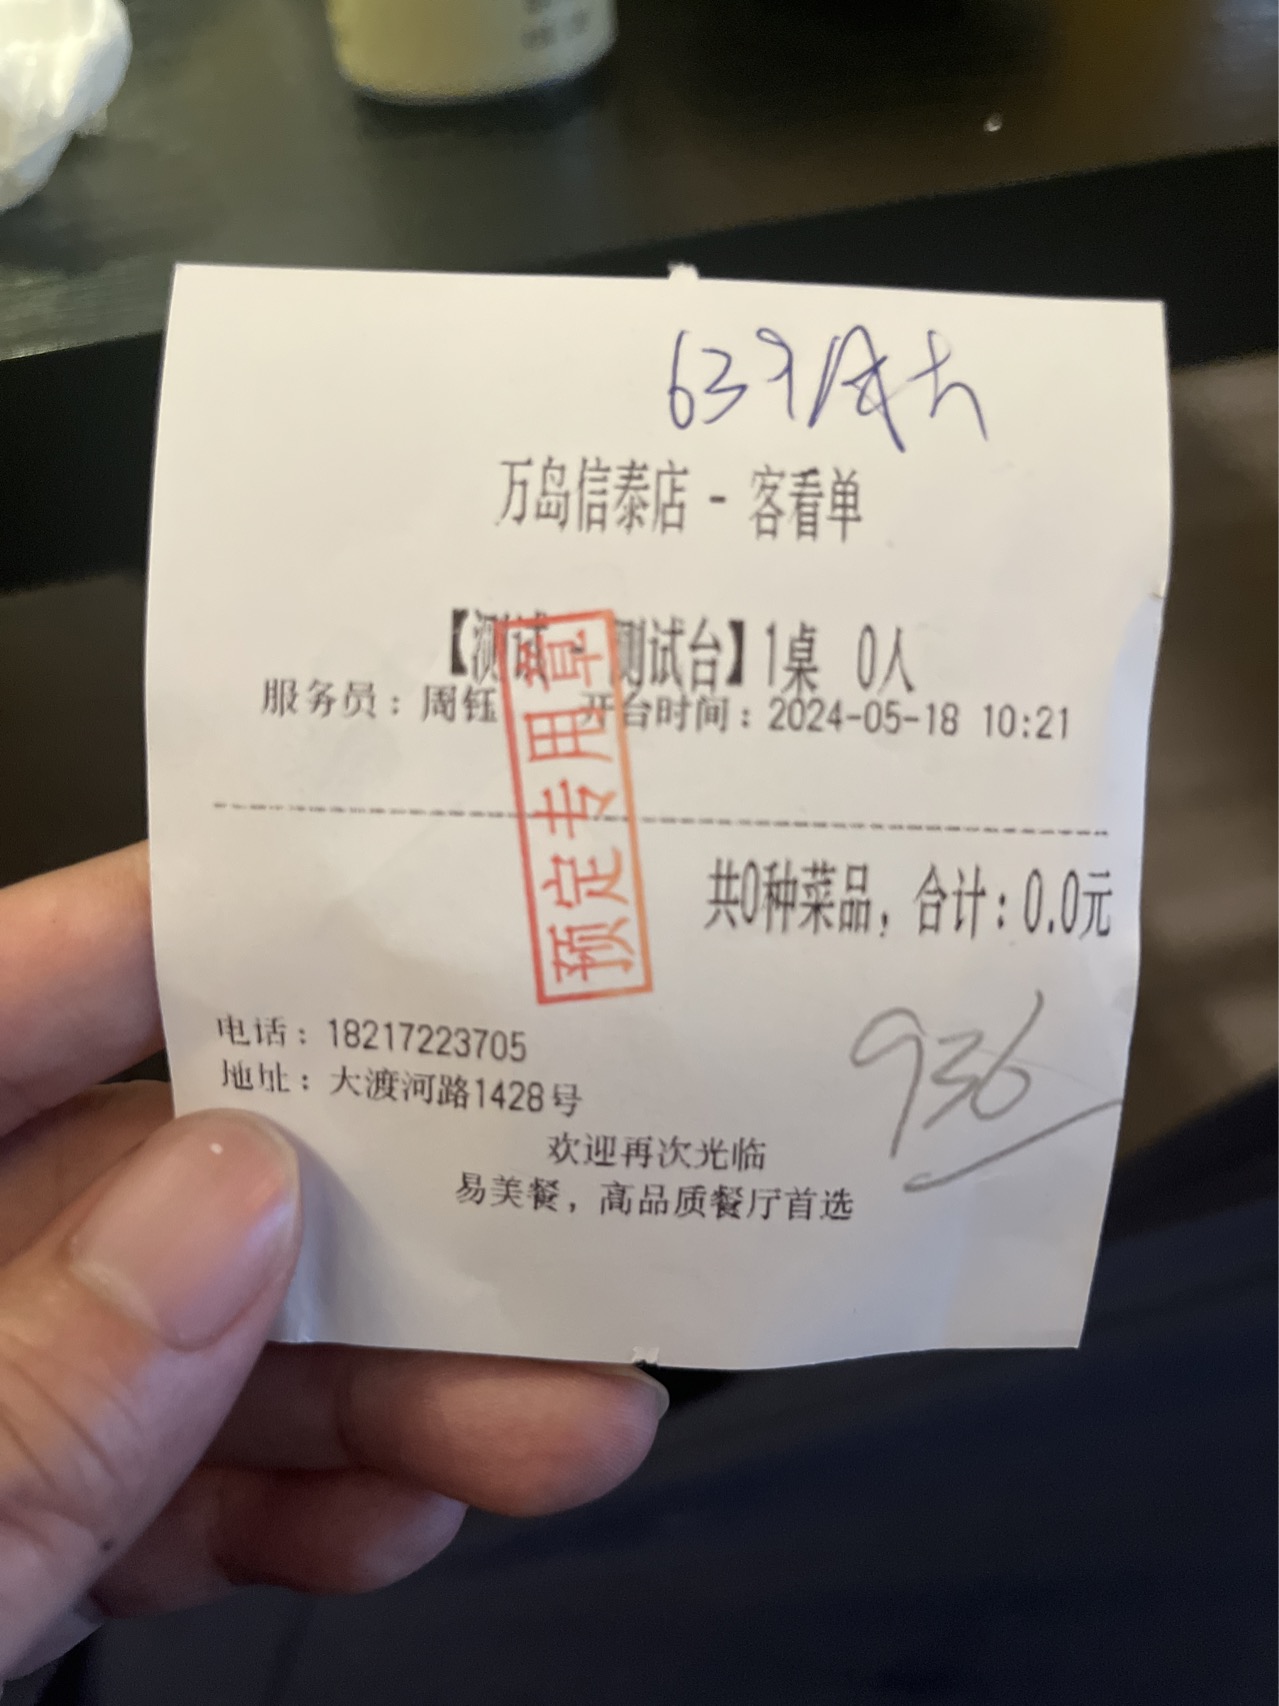 639
万岛信泰店 - 客看单
【测试 - 测试台】1桌 0人
服务员：周钰 开台时间：2024-05-18 10:21
预定专用章
共0种菜品，合计：0.0元
936
电话：18217223705
地址：大渡河路1428号
欢迎再次光临
易美餐，高品质餐厅首选